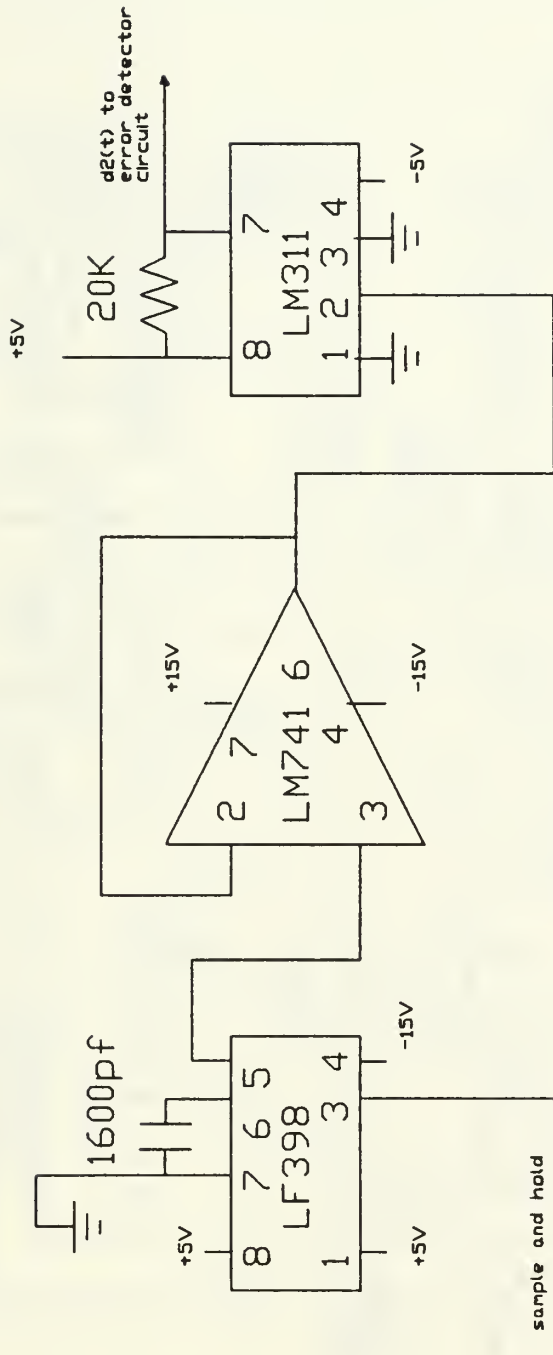 +5V
20K
d2(t) to
error detector
circuit
8 7
LM311
1 2 3 4
-5V
+15V
2 7
LM741 6
3 4
-15V
1600pf
+5V
8 7 6 5
LF398
1 3 4
+5V
-15V
sample and hold